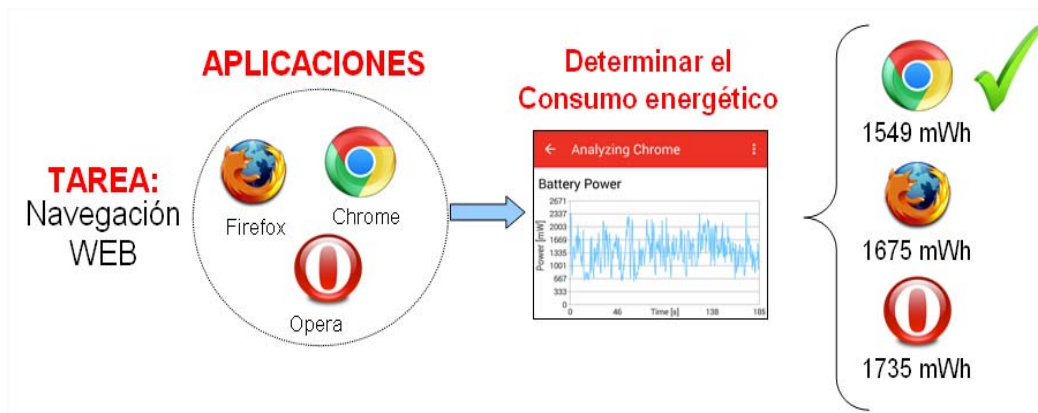 APLICACIONES
TAREA:
Navegación
WEB
Firefox
Chrome
Opera
Determinar el
Consumo energético
Analyzing Chrome
Battery Power
Power [mW]
2671
2337
2003
1669
1335
1001
667
333
0
0 46 Time [s] 138 185
1549 mWh
1675 mWh
1735 mWh